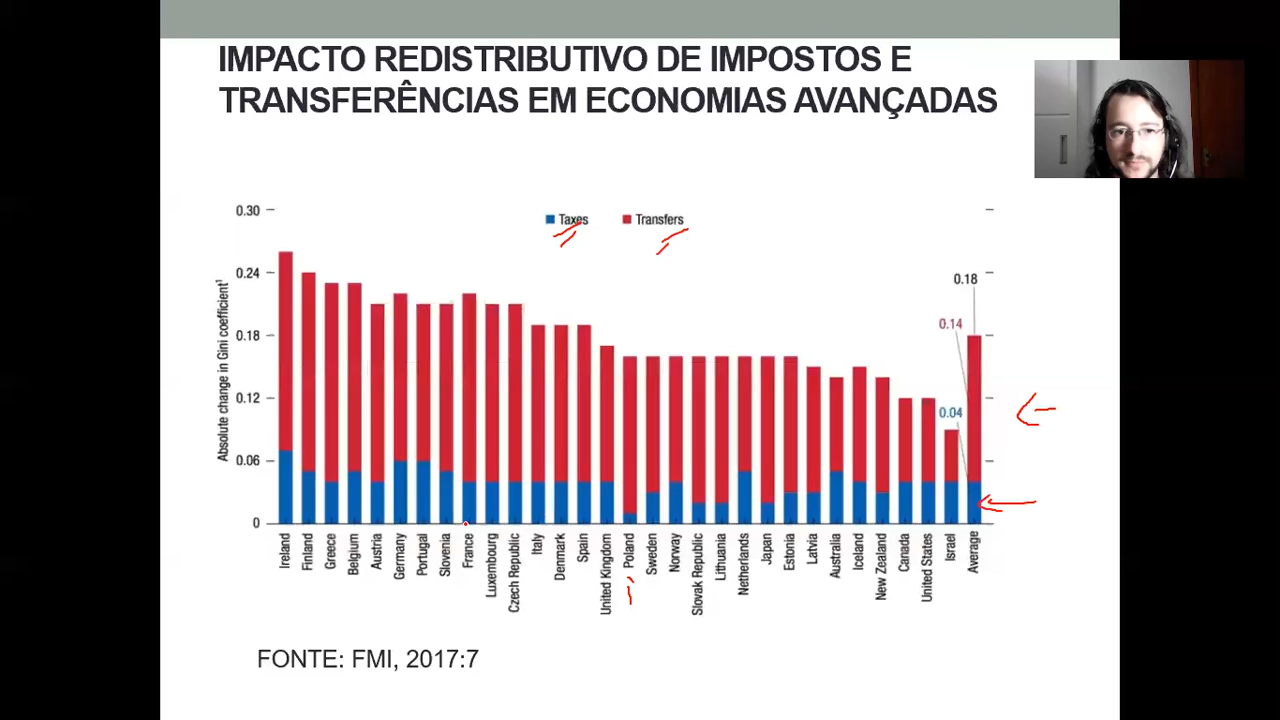 IMPACTO REDISTRIBUTIVO DE IMPOSTOS E
TRANSFERÊNCIAS EM ECONOMIAS AVANÇADAS
0.30
Taxes
Transfers
0.24
0.18
0.18
0.14
0.12
0.04
0.06
0
Absolute change in Gini coefficient¹
Ireland
Finland
Greece
Belgium
Austria
Germany
Portugal
Slovenia
France
Luxembourg
Czech Republic
Italy
Denmark
Spain
United Kingdom
Poland
Sweden
Norway
Slovak Republic
Lithuania
Netherlands
Japan
Estonia
Latvia
Australia
Iceland
New Zealand
Canada
United States
Israel
Average
FONTE: FMI, 2017:7